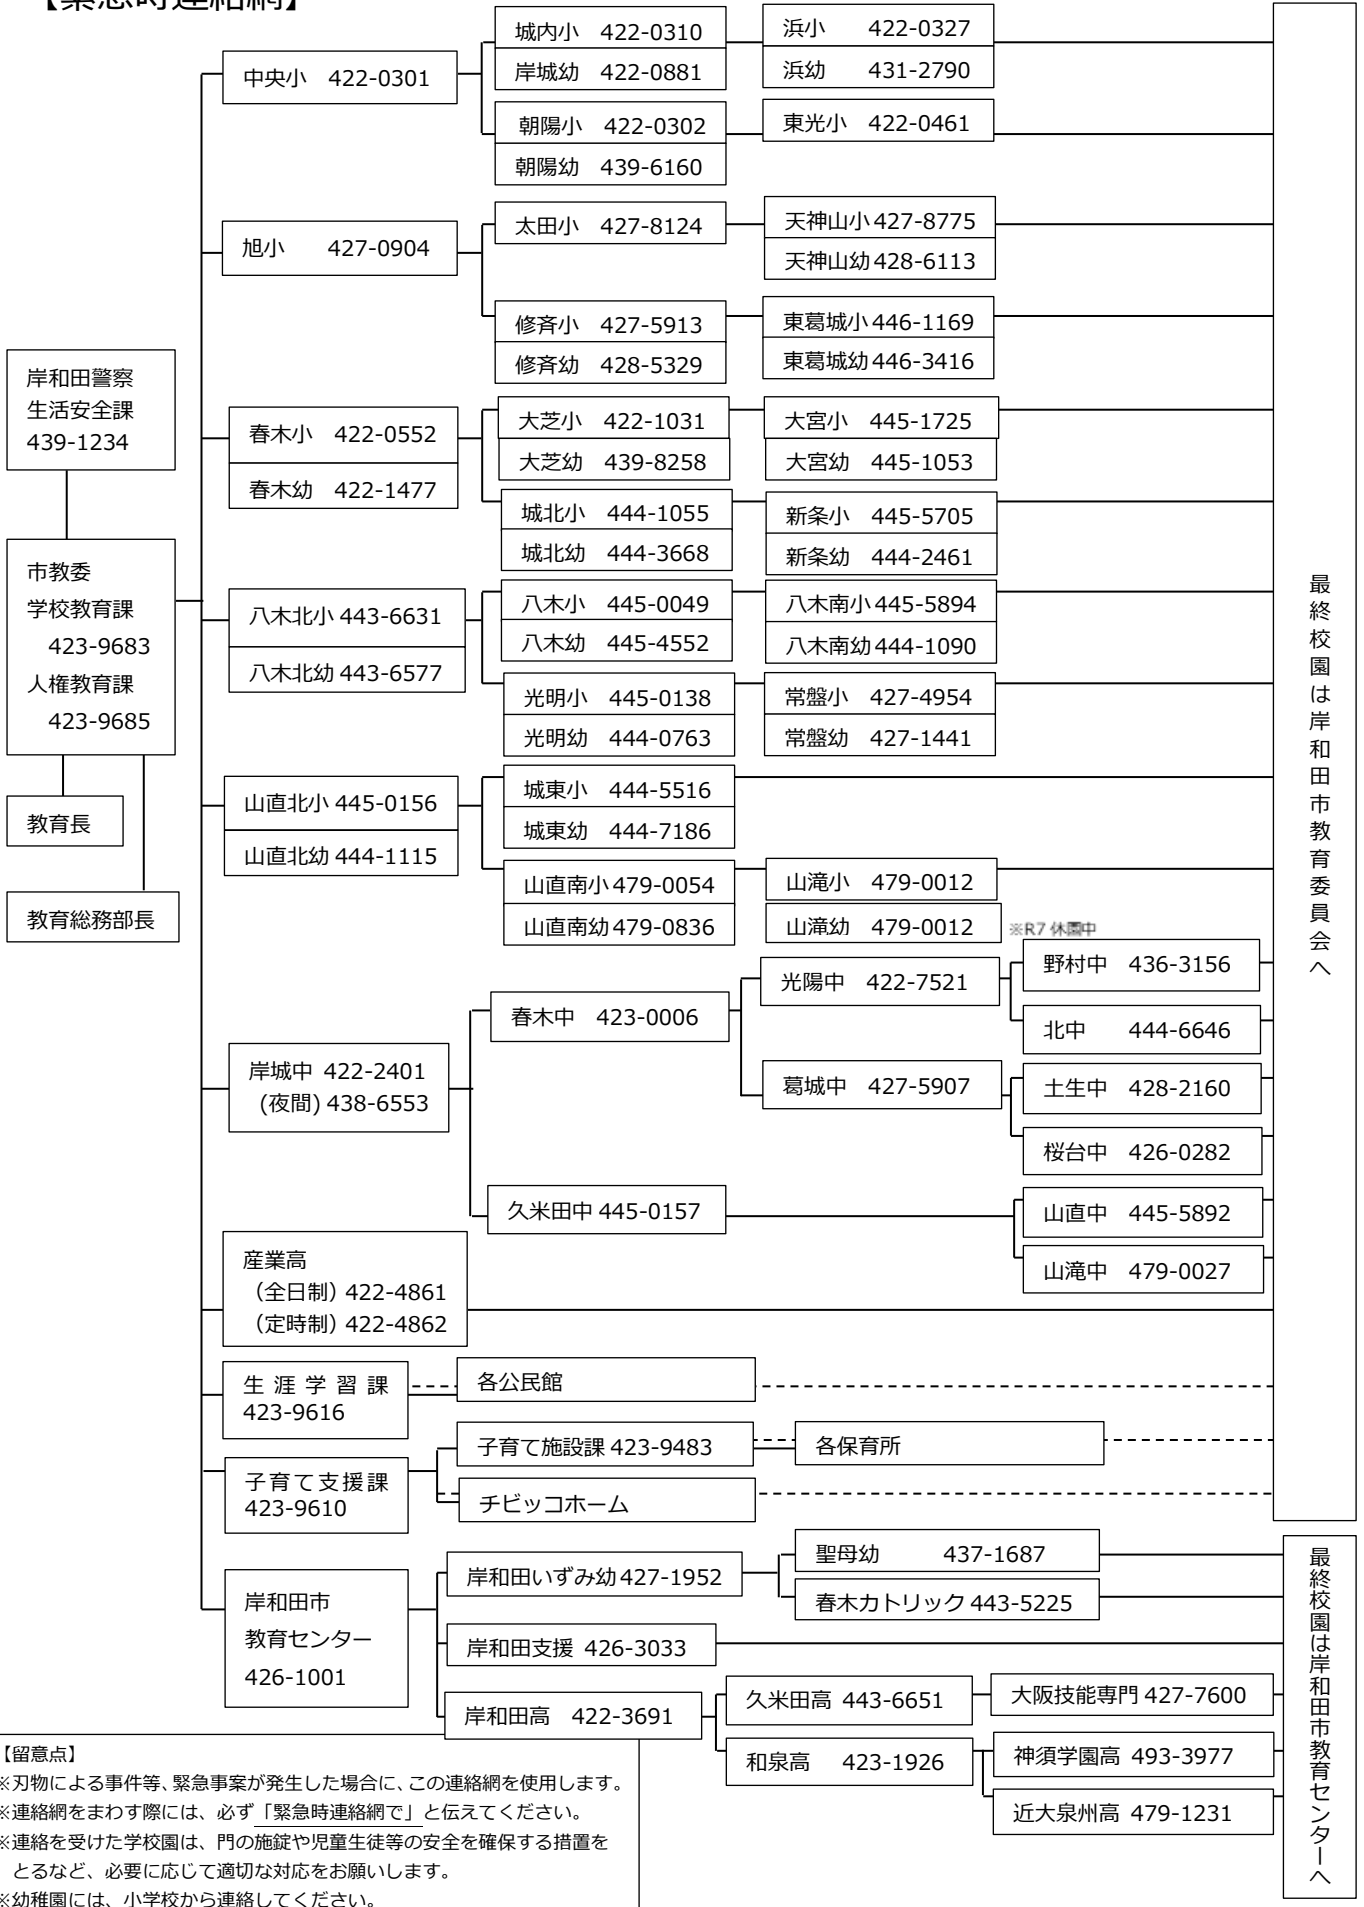 【緊急時連絡網】
城内小 422-0310
浜小 422-0327
中央小 422-0301
岸城幼 422-0881
浜幼 431-2790
朝陽小 422-0302
東光小 422-0461
朝陽幼 439-6160
旭小 427-0904
太田小 427-8124
天神山小 427-8775
天神山幼 428-6113
修斉小 427-5913
東葛城小 446-1169
修斉幼 428-5329
東葛城幼 446-3416
岸和田警察
生活安全課
439-1234
春木小 422-0552
大芝小 422-1031
大宮小 445-1725
春木幼 422-1477
大芝幼 439-8258
大宮幼 445-1053
城北小 444-1055
新条小 445-5705
城北幼 444-3668
新条幼 444-2461
市教委
学校教育課
423-9683
人権教育課
423-9685
八木北小 443-6631
八木小 445-0049
八木南小 445-5894
八木北幼 443-6577
八木幼 445-4552
八木南幼 444-1090
光明小 445-0138
常盤小 427-4954
光明幼 444-0763
常盤幼 427-1441
教育長
教育総務部長
山直北小 445-0156
城東小 444-5516
山直北幼 444-1115
城東幼 444-7186
山直南小 479-0054
山滝小 479-0012
山直南幼 479-0836
山滝幼 479-0012
※R7 休園中
岸城中 422-2401
(夜間) 438-6553
春木中 423-0006
光陽中 422-7521
野村中 436-3156
北中 444-6646
葛城中 427-5907
土生中 428-2160
桜台中 426-0282
久米田中 445-0157
山直中 445-5892
山滝中 479-0027
産業高
（全日制）422-4861
（定時制）422-4862
生涯学習課
423-9616
各公民館
子育て支援課
423-9610
子育て施設課 423-9483
各保育所
チビッコホーム
最終校園は岸和田市教育委員会へ
岸和田市
教育センター
426-1001
岸和田いずみ幼 427-1952
聖母幼 437-1687
春木カトリック 443-5225
岸和田支援 426-3033
岸和田高 422-3691
久米田高 443-6651
大阪技能専門 427-7600
和泉高 423-1926
神須学園高 493-3977
近大泉州高 479-1231
最終校園は岸和田市教育センターへ
【留意点】
※刃物による事件等、緊急事案が発生した場合に、この連絡網を使用します。
※連絡網をまわす際には、必ず「緊急時連絡網で」と伝えてください。
※連絡を受けた学校園は、門の施錠や児童生徒等の安全を確保する措置を
とるなど、必要に応じて適切な対応をお願いします。
※幼稚園には、小学校から連絡してください。